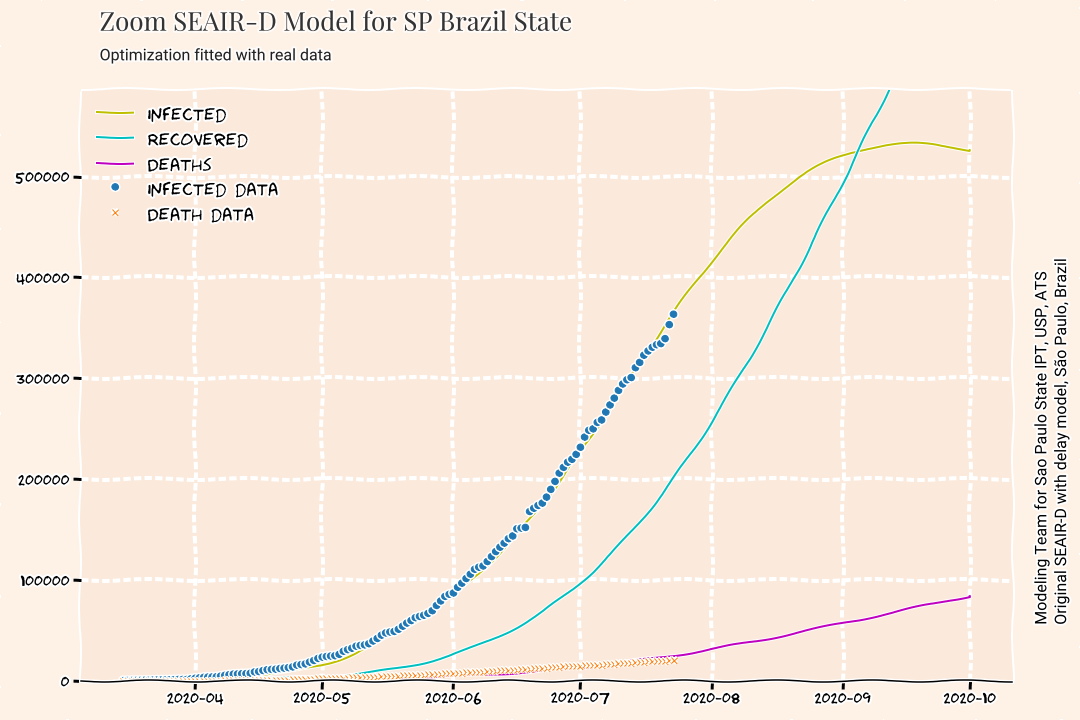 Zoom SEAIR-D Model for SP Brazil State
Optimization fitted with real data
INFECTED
RECOVERED
DEATHS
INFECTED DATA
DEATH DATA
500000
400000
300000
200000
100000
0
2020-04
2020-05
2020-06
2020-07
2020-08
2020-09
2020-10
Modeling Team for Sao Paulo State IPT, USP, ATS
Original SEAIR-D with delay model, São Paulo, Brazil